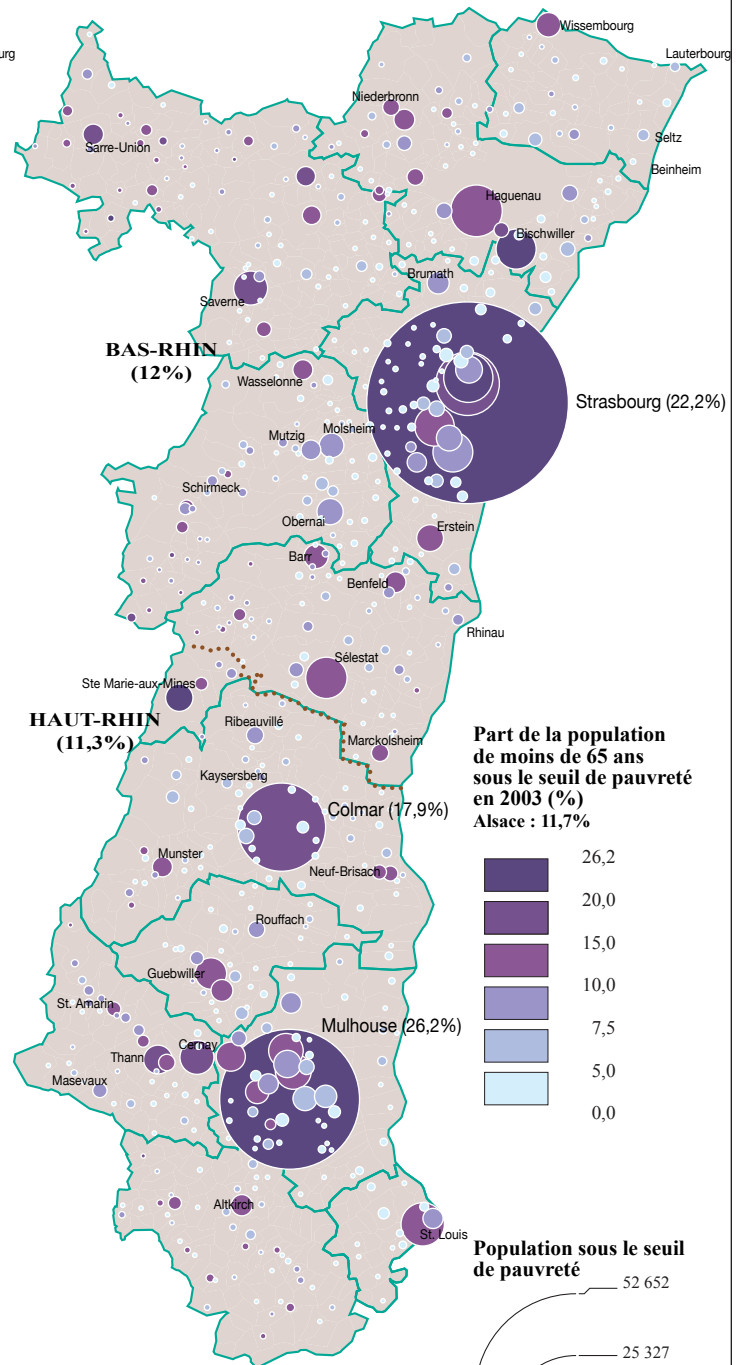 Wissembourg
urg
Lauterbourg
Niederbronn
Seltz
Sarre-Union
Beinheim
Haguenau
Bischwiller
Brumath
Saverne
BAS-RHIN
(12%)
Wasselonne
Strasbourg (22,2%)
Molsheim
Mutzig
Schirmeck
Obernai
Erstein
Barr
Benfeld
Rhinau
Sélestat
Ste Marie-aux-Mines
HAUT-RHIN
(11,3%)
Ribeauvillé
Marckolsheim
Kaysersberg
Colmar (17,9%)
Munster
Neuf-Brisach
Rouffach
Guebwiller
St. Amarin
Mulhouse (26,2%)
Cernay
Thann
Masevaux
Altkirch
St. Louis
Part de la population
de moins de 65 ans
sous le seuil de pauvreté
en 2003 (%)
Alsace : 11,7%
26,2
20,0
15,0
10,0
7,5
5,0
0,0
Population sous le seuil
de pauvreté
52 652
25 327